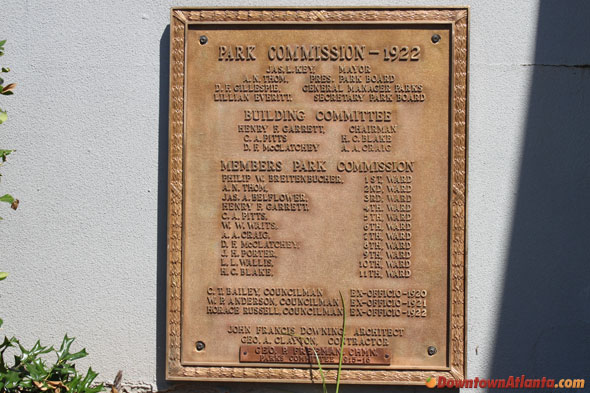 PARK COMMISSION - 1922
JAS. L. KEY, MAYOR
A. N. THOM, PRES. PARK BOARD
D. F. GILLESPIE, GENERAL MANAGER PARKS
LILLIAN EVERITT, SECRETARY PARK BOARD
BUILDING COMMITTEE
HENRY F. GARRETT, CHAIRMAN
C. A. PITTS H. C. BLAKE
D. F. McCLATCHEY A. A. CRAIG
MEMBERS PARK COMMISSION
PHILIP W. BREITENBUCHER, 1ST. WARD
A. N. THOM, 2ND. WARD
JAS. A. BELFLOWER, 3RD. WARD
HENRY F. GARRETT, 4TH. WARD
C. A. PITTS, 5TH. WARD
W. W. WAITS, 6TH. WARD
A. A. CRAIG, 7TH. WARD
D. F. McCLATCHEY, 8TH. WARD
J. H. PORTER, 9TH. WARD
L. L. WALLIS, 10TH. WARD
H. C. BLAKE, 11TH. WARD
C. T. BAILEY, COUNCILMAN EX-OFFICIO-1920
W. P. ANDERSON, COUNCILMAN EX-OFFICIO-1921
HORACE RUSSELL, COUNCILMAN EX-OFFICIO-1922
JOHN FRANCIS DOWNING, ARCHITECT
GEO. A. CLAYTON, CONTRACTOR
GEO. CHMN.
PARKS COMMITTEE
DowntownAtlanta.com